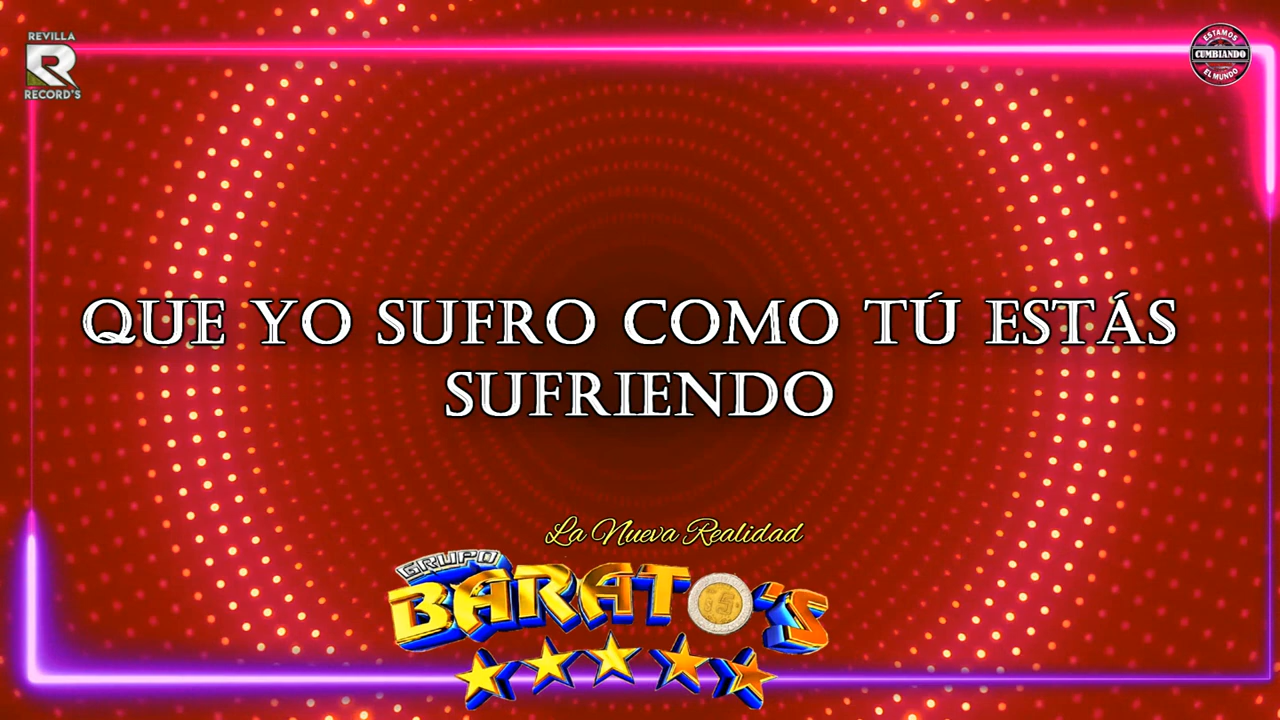 REVILLA
R
RECORD'S
ESTAMOS
CUMBIANDO
EL MUNDO
QUE YO SUFRO COMO TÚ ESTÁS
SUFRIENDO
La Nueva Realidad
GRUPO
BARATO'S